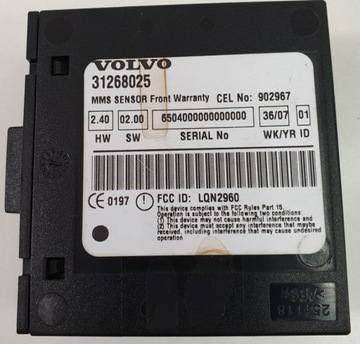 VOLVO
31268025
MMS SENSOR Front Warranty CEL No: 902967
2.40 02.00 6504000000000000 36/07 01
HW SW SERIAL No WK/YR ID
CE 0197 FCC ID: LQN2960
This device complies with FCC Rules Part 15.
Operation is subject to the following conditions:
(1) This device may not cause harmful interference and
(2) This device must accept any interference received,
including interference that may cause undesired operation